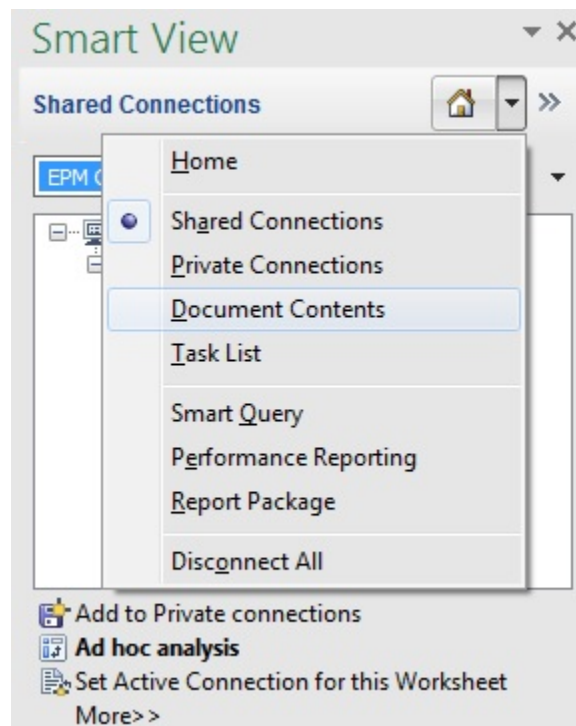 Smart View
Shared Connections
EPM
Home
Shared Connections
Private Connections
Document Contents
Task List
Smart Query
Performance Reporting
Report Package
Disconnect All
Add to Private connections
Ad hoc analysis
Set Active Connection for this Worksheet
More>>